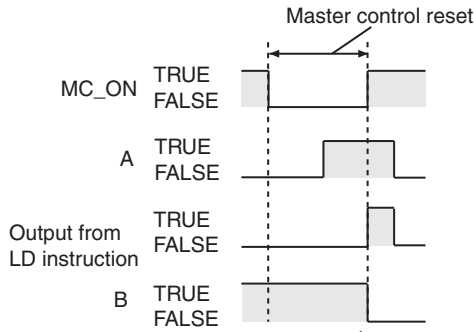 Master control reset
MC_ON
TRUE
FALSE
A
TRUE
FALSE
Output from
LD instruction
TRUE
FALSE
B
TRUE
FALSE